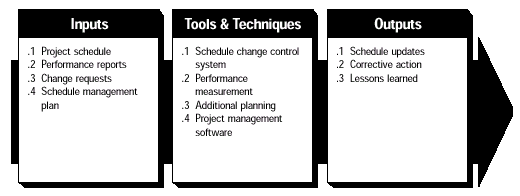 Inputs
.1 Project schedule
.2 Performance reports
.3 Change requests
.4 Schedule management
plan
Tools & Techniques
.1 Schedule change control
system
.2 Performance
measurement
.3 Additional planning
.4 Project management
software
Outputs
.1 Schedule updates
.2 Corrective action
.3 Lessons learned